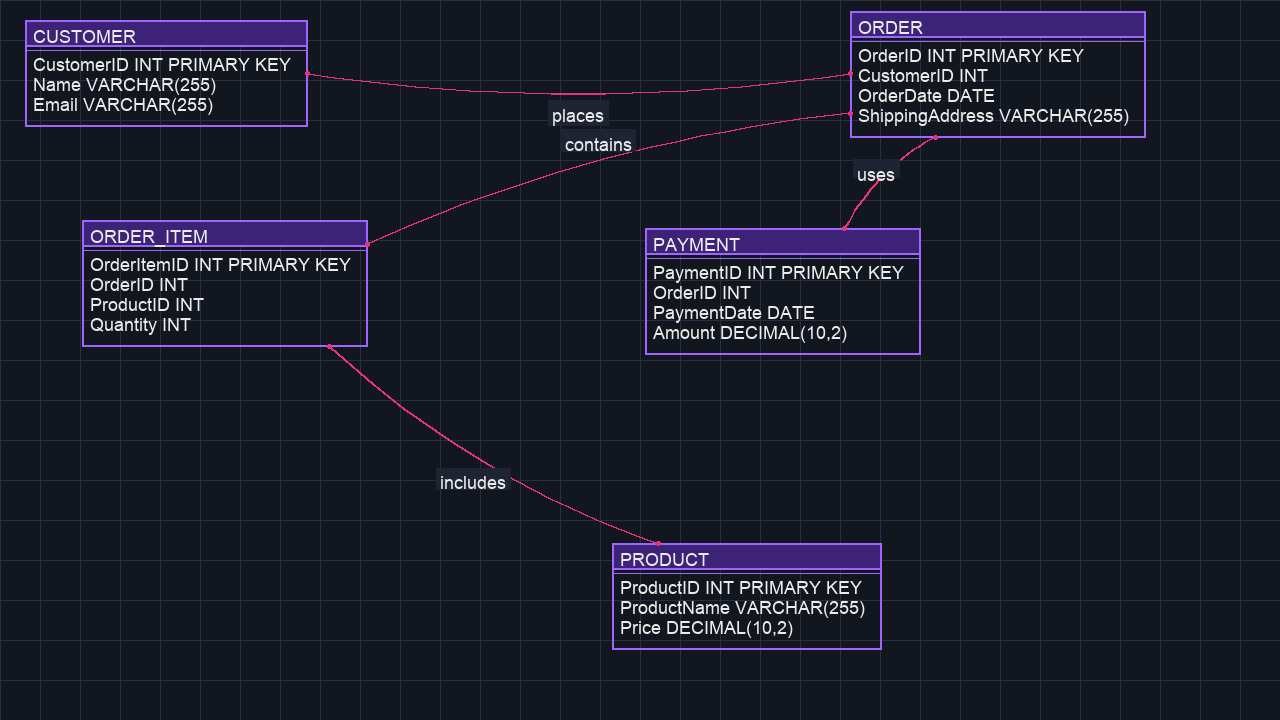 CUSTOMER
CustomerID INT PRIMARY KEY
Name VARCHAR(255)
Email VARCHAR(255)
ORDER
OrderID INT PRIMARY KEY
CustomerID INT
OrderDate DATE
ShippingAddress VARCHAR(255)
places
contains
uses
ORDER_ITEM
OrderItemID INT PRIMARY KEY
OrderID INT
ProductID INT
Quantity INT
PAYMENT
PaymentID INT PRIMARY KEY
OrderID INT
PaymentDate DATE
Amount DECIMAL(10,2)
includes
PRODUCT
ProductID INT PRIMARY KEY
ProductName VARCHAR(255)
Price DECIMAL(10,2)